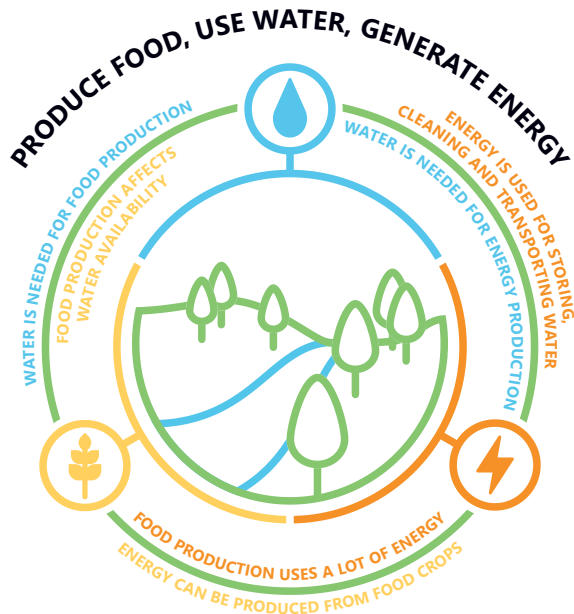 PRODUCE FOOD, USE WATER, GENERATE ENERGY
WATER IS NEEDED FOR FOOD PRODUCTION
FOOD PRODUCTION AFFECTS
WATER AVAILABILITY
ENERGY IS USED FOR STORING,
CLEANING AND TRANSPORTING WATER
WATER IS NEEDED FOR ENERGY PRODUCTION
FOOD PRODUCTION USES A LOT OF ENERGY
ENERGY CAN BE PRODUCED FROM FOOD CROPS